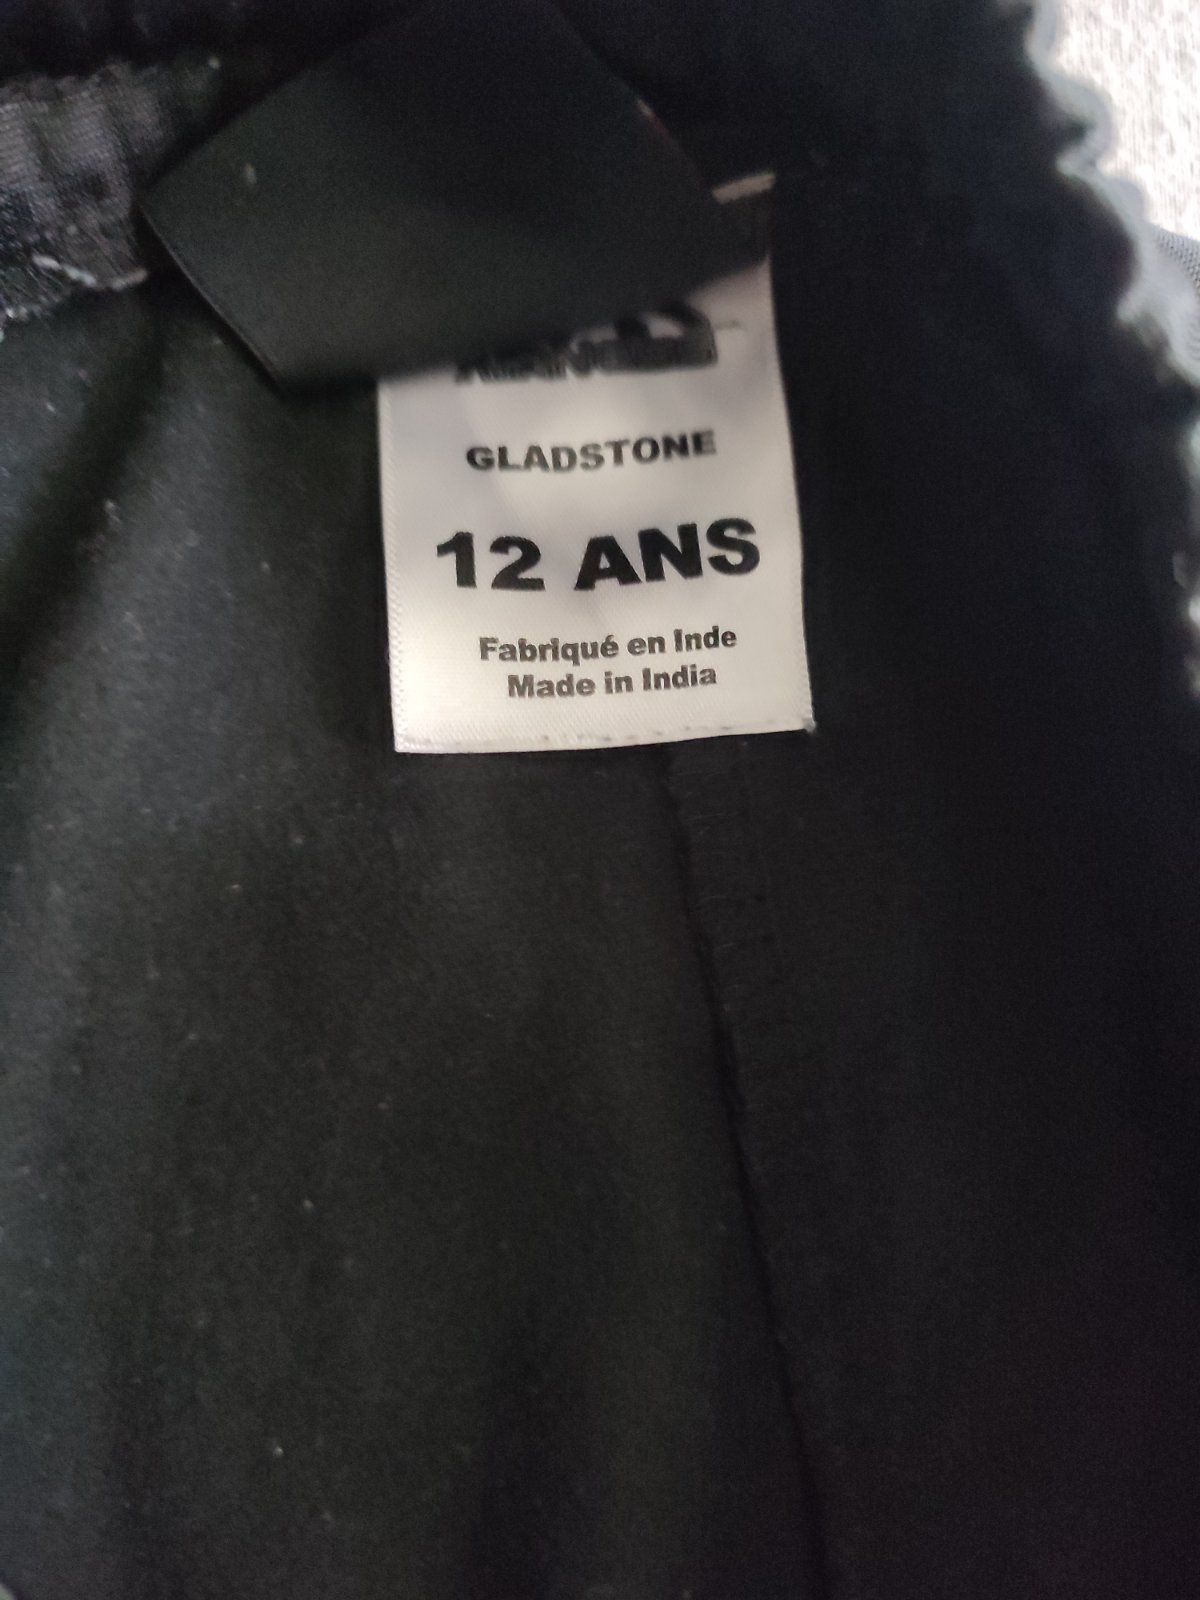 GLADSTONE
12 ANS
Fabriqué en Inde
Made in India